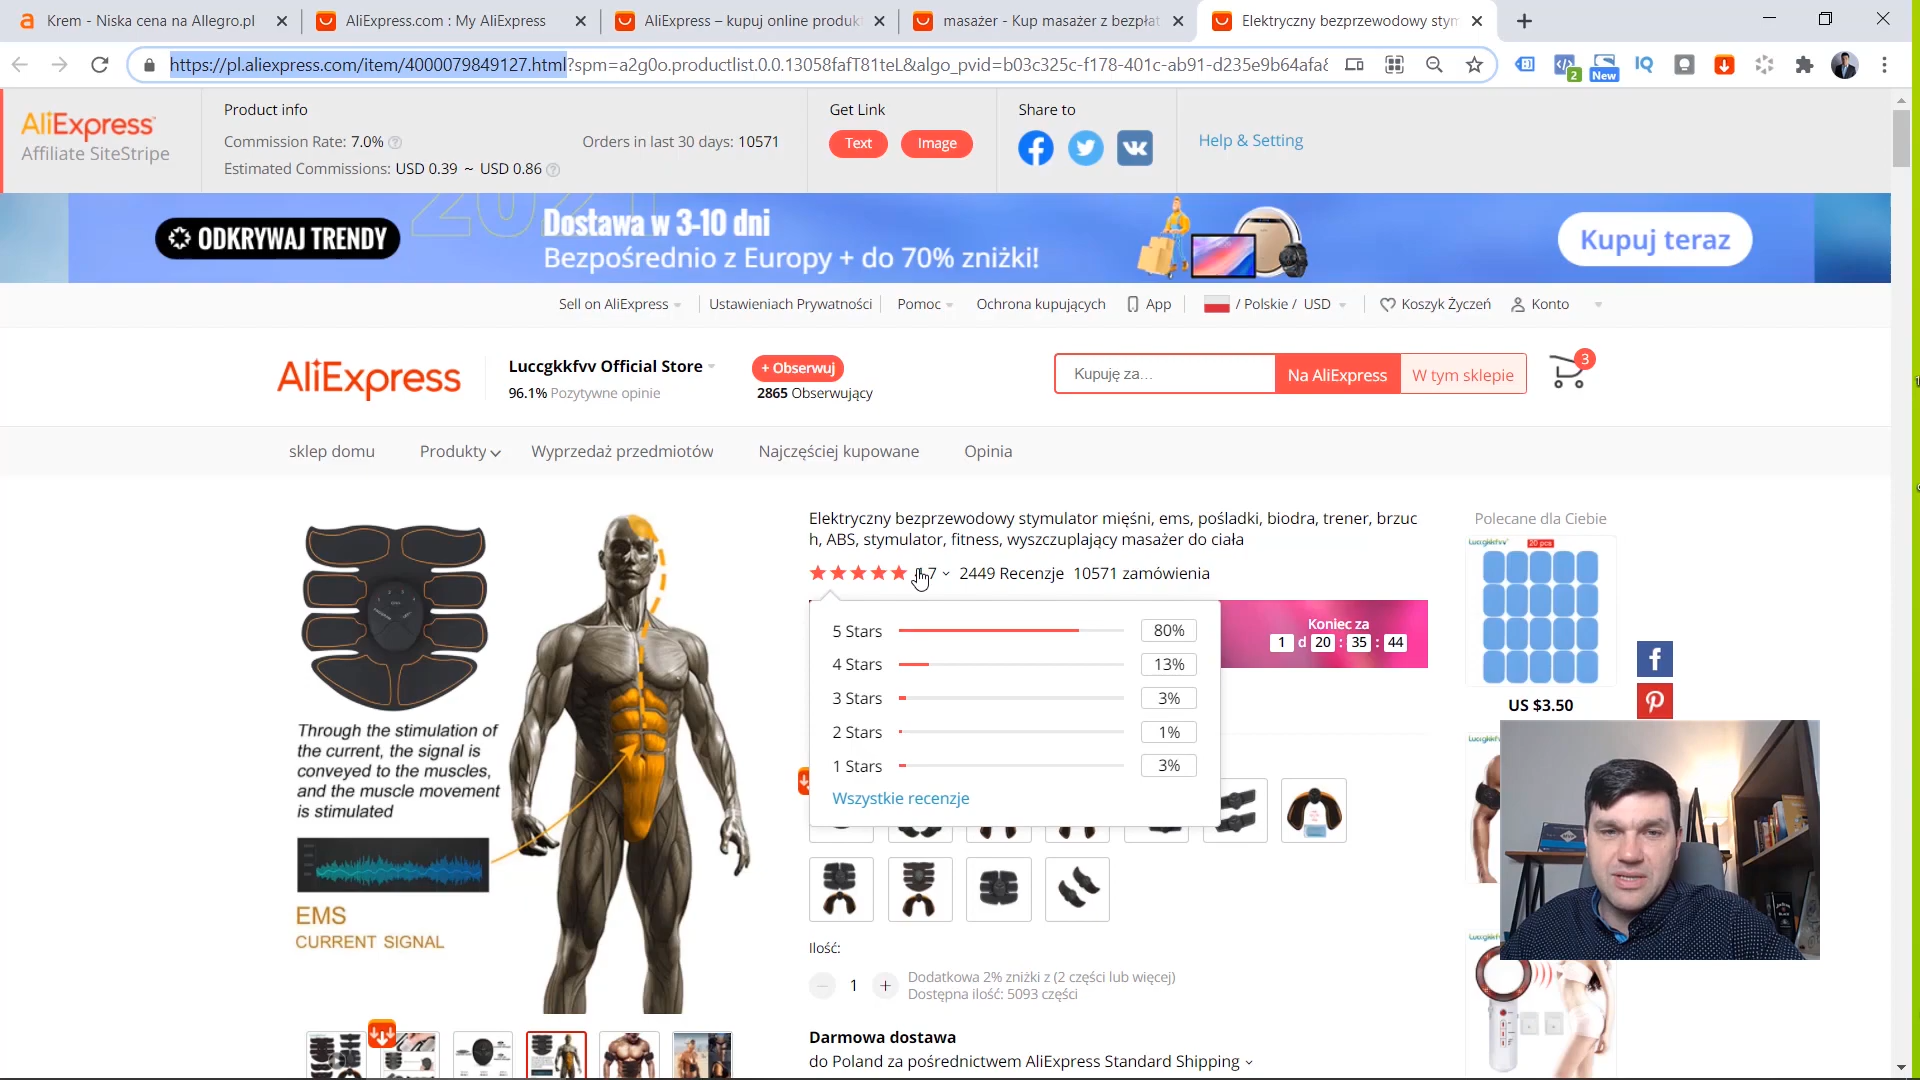 Krem - Niska cena na Allegro.pl
AliExpress.com : My AliExpress
AliExpress – kupuj online produk
masażer - Kup masażer z bezpłat
Elektryczny bezprzewodowy stym
https://pl.aliexpress.com/item/4000079849127.html?spm=a2g0o.productlist.0.0.13058fafT81teL&algo_pvid=b03c325c-f178-401c-ab91-d235e9b64afa&
2
New
IQ
AliExpress
Affiliate SiteStripe
Product info
Commission Rate: 7.0%
Orders in last 30 days: 10571
Estimated Commissions: USD 0.39 ~ USD 0.86
Get Link
Text
Image
Share to
Help & Setting
ODKRYWAJ TRENDY
Dostawa w 3-10 dni
Bezpośrednio z Europy + do 70% zniżki!
Kupuj teraz
Sell on AliExpress
Ustawieniach Prywatności
Pomoc
Ochrona kupujących
App
/ Polskie / USD
Koszyk Życzeń
Konto
AliExpress
Luccgkkfvv Official Store
96.1% Pozytywne opinie
+ Obserwuj
2865 Obserwujący
Kupuję za...
Na AliExpress
W tym sklepie
3
sklep domu
Produkty
Wyprzedaż przedmiotów
Najczęściej kupowane
Opinia
Elektryczny bezprzewodowy stymulator mięśni, ems, pośladki, biodra, trener, brzuc
h, ABS, stymulator, fitness, wyszczuplający masażer do ciała
2449 Recenzje
10571 zamówienia
5 Stars 80%
4 Stars 13%
3 Stars 3%
2 Stars 1%
1 Stars 3%
Wszystkie recenzje
Koniec za
1 d 20 : 35 : 44
Through the stimulation of
the current, the signal is
conveyed to the muscles,
and the muscle movement
is stimulated
EMS
CURRENT SIGNAL
Ilość:
1
Dodatkowa 2% zniżki z (2 części lub więcej)
Dostępna ilość: 5093 części
Darmowa dostawa
do Poland za pośrednictwem AliExpress Standard Shipping
Polecane dla Ciebie
Luccgkkfvv
20 pcs
US $3.50